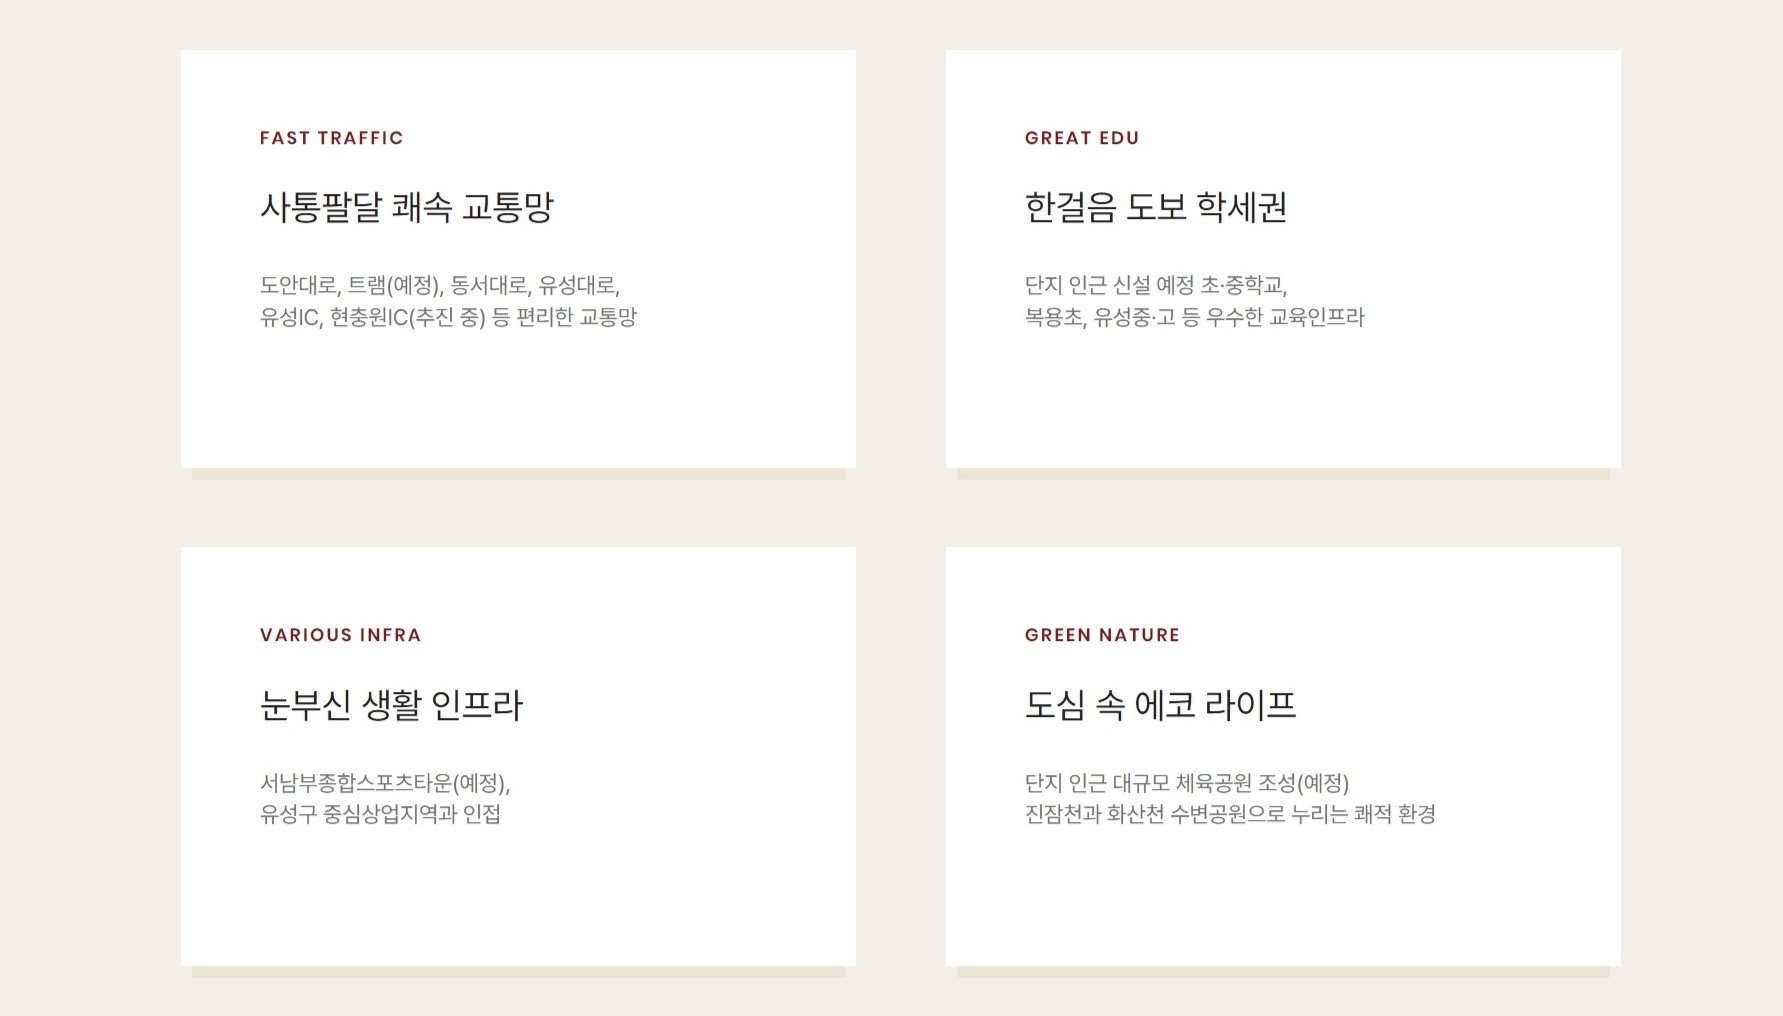 FAST TRAFFIC
사통팔달 쾌속 교통망
도안대로, 트램(예정), 동서대로, 유성대로,
유성IC, 현충원IC(추진 중) 등 편리한 교통망
GREAT EDU
한걸음 도보 학세권
단지 인근 신설 예정 초·중학교,
복용초, 유성중·고 등 우수한 교육인프라
VARIOUS INFRA
눈부신 생활 인프라
서남부종합스포츠타운(예정),
유성구 중심상업지역과 인접
GREEN NATURE
도심 속 에코 라이프
단지 인근 대규모 체육공원 조성(예정)
진잠천과 화산천 수변공원으로 누리는 쾌적 환경